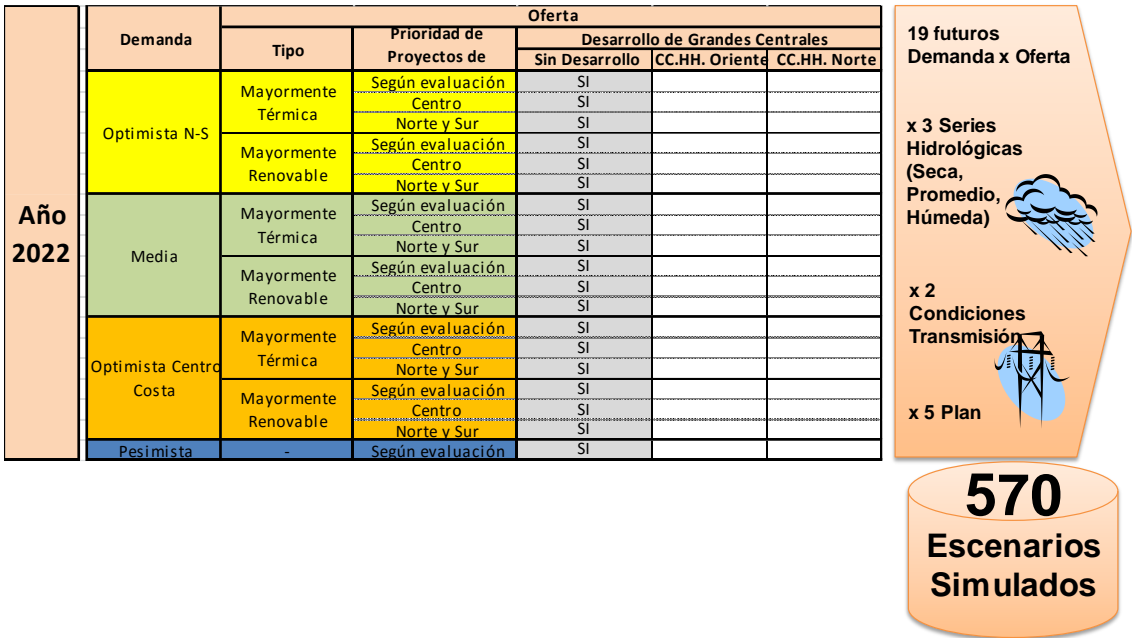 Año
2022
Demanda
Oferta
Tipo
Prioridad de
Proyectos de
Desarrollo de Grandes Centrales
Sin Desarrollo
CC.HH. Oriente
CC.HH. Norte
Optimista N-S
Mayormente
Térmica
Según evaluación
SI
Centro
SI
Norte y Sur
SI
Mayormente
Renovable
Según evaluación
SI
Centro
SI
Norte y Sur
SI
Media
Mayormente
Térmica
Según evaluación
SI
Centro
SI
Norte y Sur
SI
Mayormente
Renovable
Según evaluación
SI
Centro
SI
Norte y Sur
SI
Optimista Centro
Costa
Mayormente
Térmica
Según evaluación
SI
Centro
SI
Norte y Sur
SI
Mayormente
Renovable
Según evaluación
SI
Centro
SI
Norte y Sur
SI
Pesimista
-
Según evaluación
SI
19 futuros
Demanda x Oferta
x 3 Series
Hidrológicas
(Seca,
Promedio,
Húmeda)
x 2
Condiciones
Transmisión
x 5 Plan
570
Escenarios
Simulados